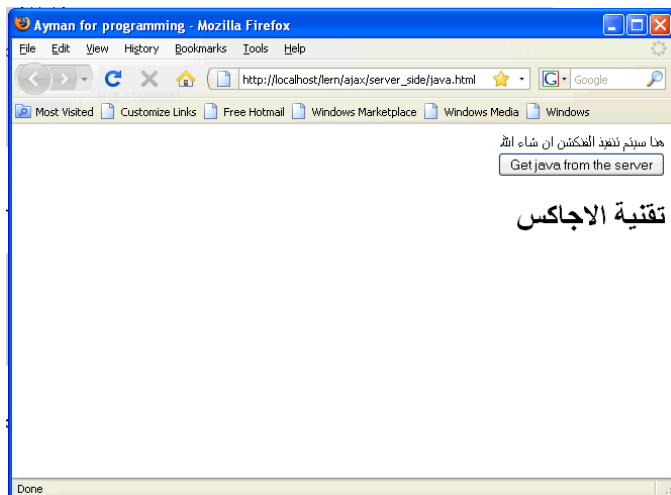 Ayman for programming - Mozilla Firefox
File Edit View History Bookmarks Tools Help
http://localhost/lern/ajax/server_side/java.html Google
Most Visited Customize Links Free Hotmail Windows Marketplace Windows Media Windows
هنا سيتم تنفيذ الفنكشن ان شاء الله
Get java from the server
تقنية الاجاكس
Done